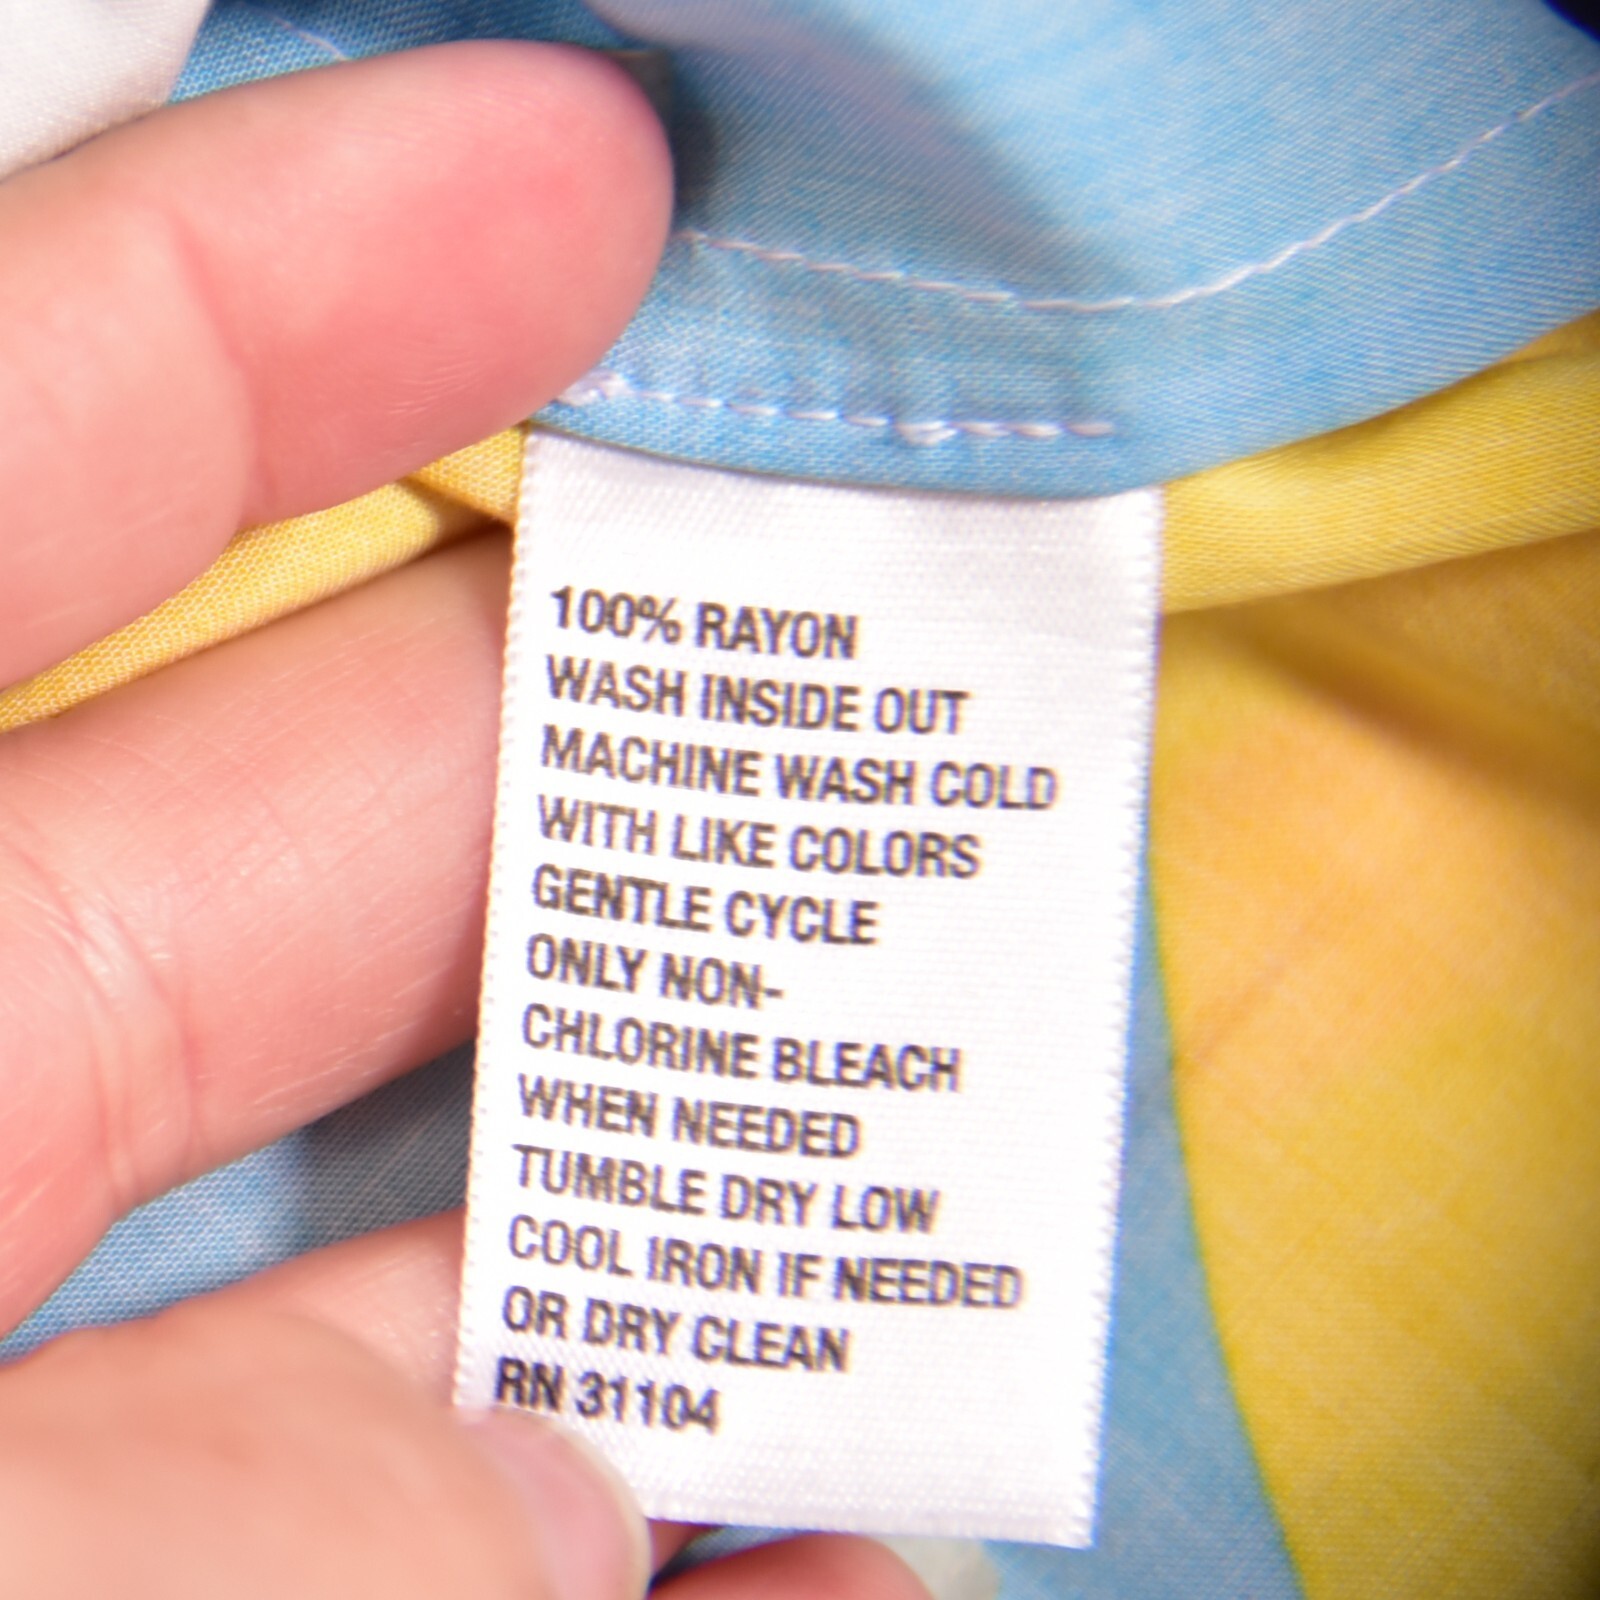 100% RAYON
WASH INSIDE OUT
MACHINE WASH COLD
WITH LIKE COLORS
GENTLE CYCLE
ONLY NON-
CHLORINE BLEACH
WHEN NEEDED
TUMBLE DRY LOW
COOL IRON IF NEEDED
OR DRY CLEAN
RN 31104